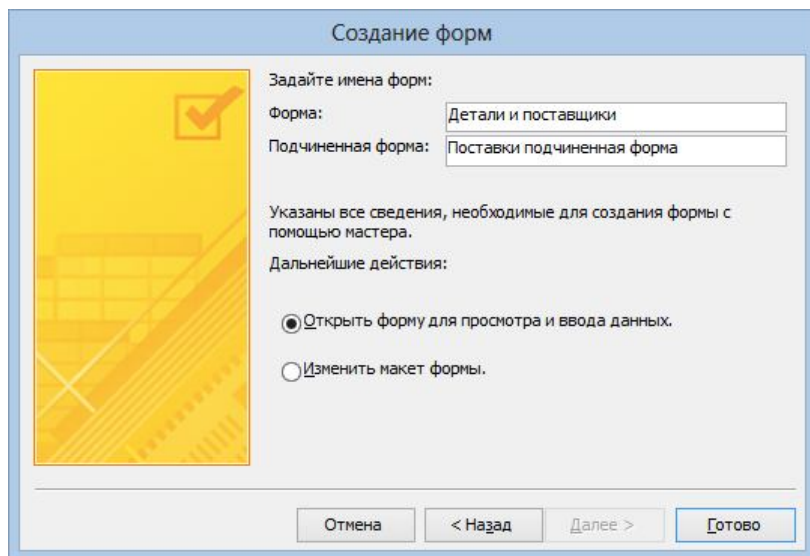 Создание форм
Задайте имена форм:
Форма: Детали и поставщики
Подчиненная форма: Поставки подчиненная форма
Указаны все сведения, необходимые для создания формы с
помощью мастера.
Дальнейшие действия:
Открыть форму для просмотра и ввода данных.
Изменить макет формы.
Отмена < Назад Далее > Готово